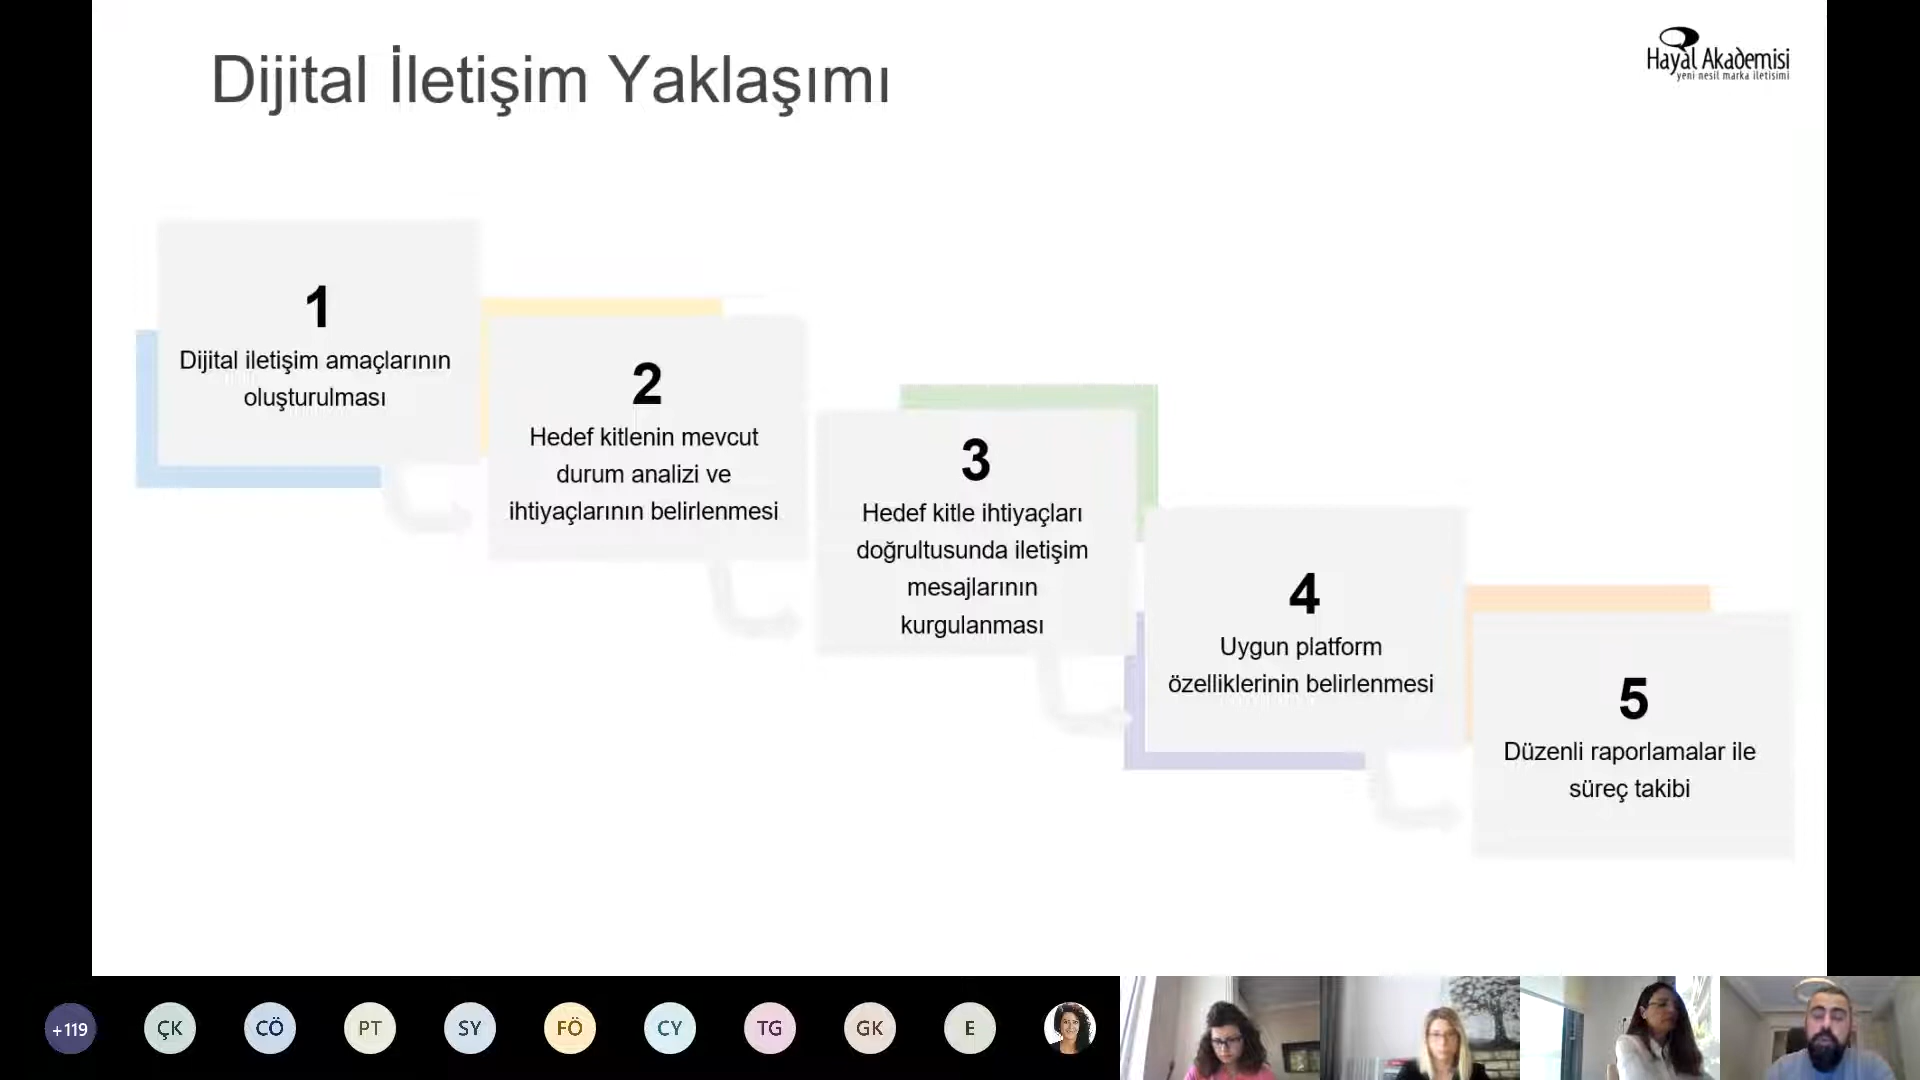 Dijital İletişim Yaklaşımı
Hayal Akademisi
yeni nesil marka iletisimi
1
Dijital iletişim amaçlarının
oluşturulması
2
Hedef kitlenin mevcut
durum analizi ve
ihtiyaçlarının belirlenmesi
3
Hedef kitle ihtiyaçları
doğrultusunda iletişim
mesajlarının
kurgulanması
4
Uygun platform
özelliklerinin belirlenmesi
5
Düzenli raporlamalar ile
süreç takibi
+119
ÇK
CÖ
PT
SY
FÖ
CY
TG
GK
E